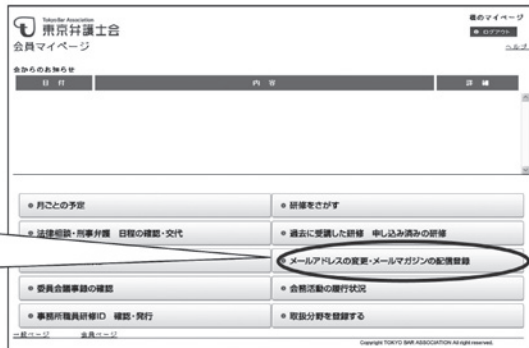 Tokyo Bar Association
東京弁護士会
会員マイページ
様のマイページ
ログアウト
ヘルプ
会からのお知らせ
日 付 内 容 詳 細
月ごとの予定
研修をさがす
法律相談・刑事弁護 日程の確認・交代
過去に受講した研修 申し込み済みの研修
メールアドレスの変更・メールマガジンの配信登録
委員会議事録の確認
会務活動の履行状況
事務所職員研修ID 確認・発行
取扱分野を登録する
一般ページ 会員ページ
Copyright TOKYO BAR ASSOCIATION All right reserved.